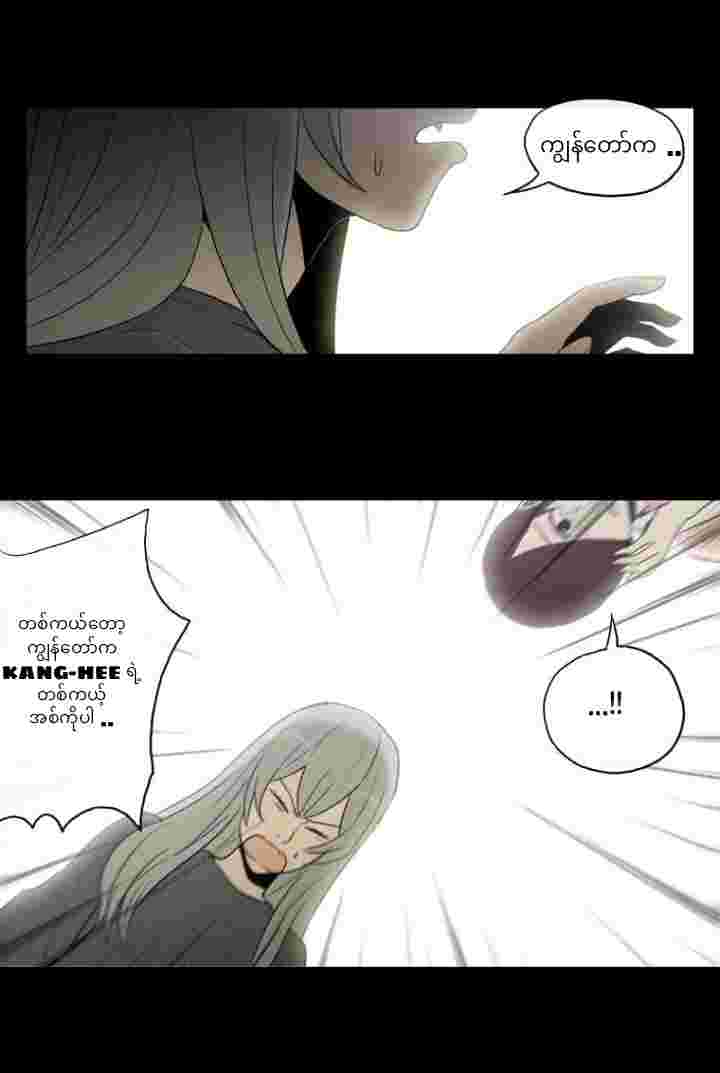 ကျွန်တော်က ..
တစ်ကယ်တော့
ကျွန်တော်က
KANG-HEE ရဲ့
တစ်ကယ့်
အစ်ကိုပါ ..
...!!